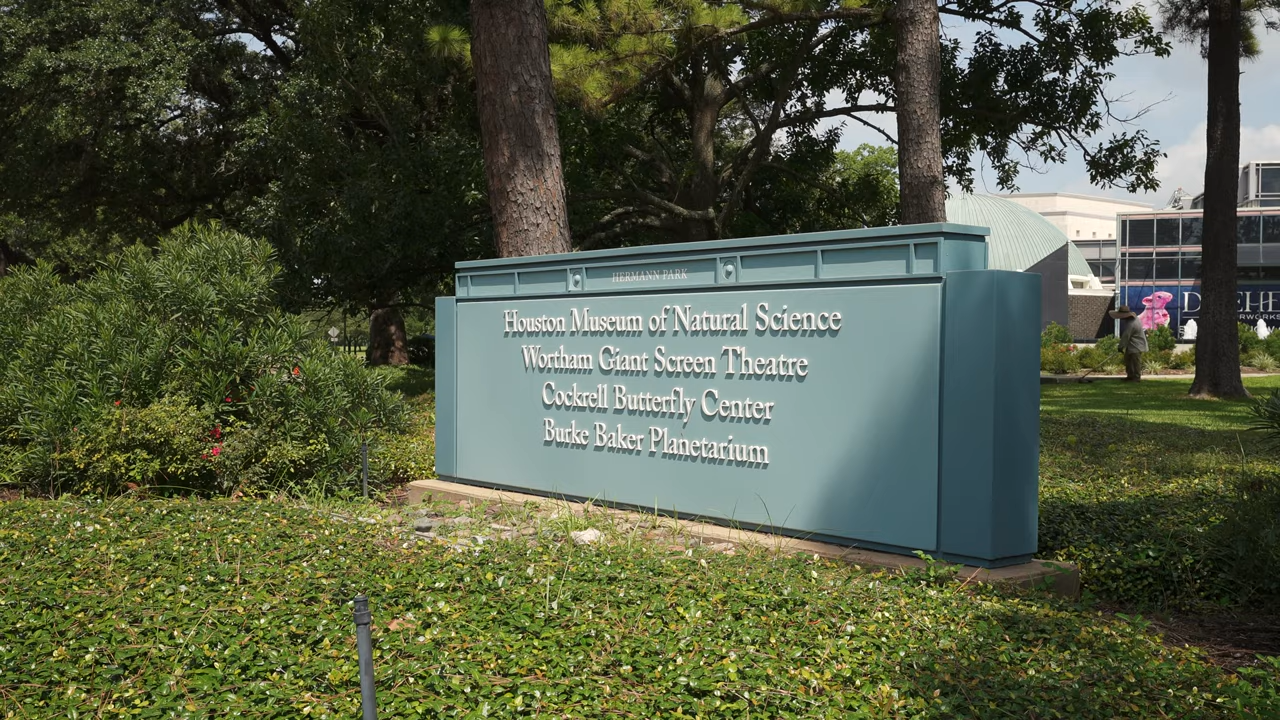 HERMANN PARK
Houston Museum of Natural Science
Wortham Giant Screen Theatre
Cockrell Butterfly Center
Burke Baker Planetarium